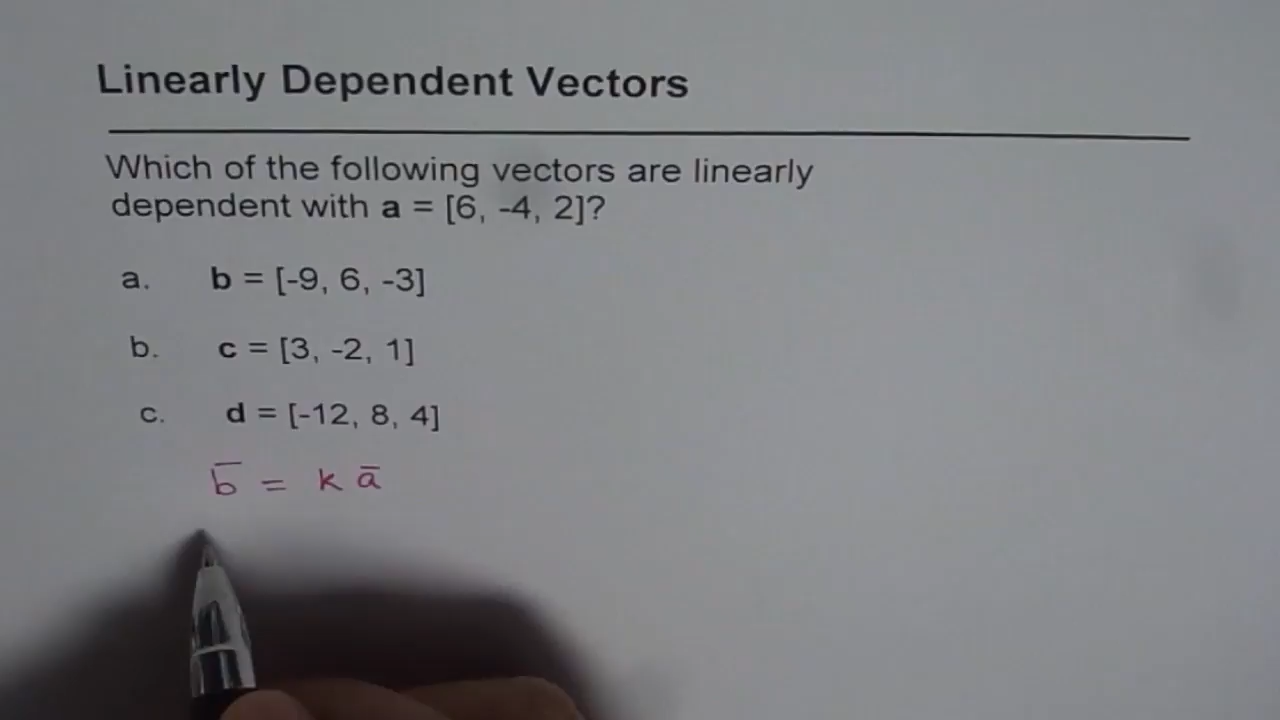 Linearly Dependent Vectors
Which of the following vectors are linearly
dependent with a = [6, -4, 2]?
a. b = [-9, 6, -3]
b. c = [3, -2, 1]
c. d = [-12, 8, 4]
b̄ = k ā